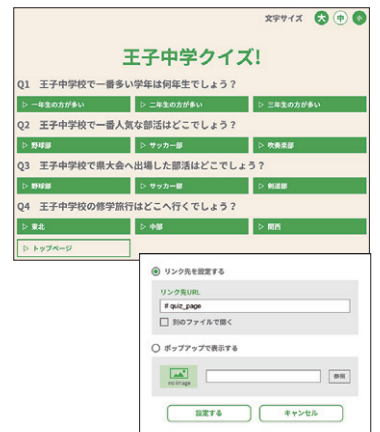 文字サイズ 大 中 小
王子中学クイズ!
Q1 王子中学校で一番多い学年は何年生でしょう?
▷ 一年生の方が多い ▷ 二年生の方が多い ▷ 三年生の方が多い
Q2 王子中学校で一番人気な部活はどこでしょう?
▷ 野球部 ▷ サッカー部 ▷ 吹奏楽部
Q3 王子中学校で県大会へ出場した部活はどこでしょう?
▷ 野球部 ▷ サッカー部 ▷ 剣道部
Q4 王子中学校の修学旅行はどこへ行くでしょう?
▷ 東北 ▷ 中部 ▷ 関西
▷ トップページ
リンク先を設定する
リンク先URL
# quiz_page
別のファイルで開く
ポップアップで表示する
no image
参照
設定する キャンセル